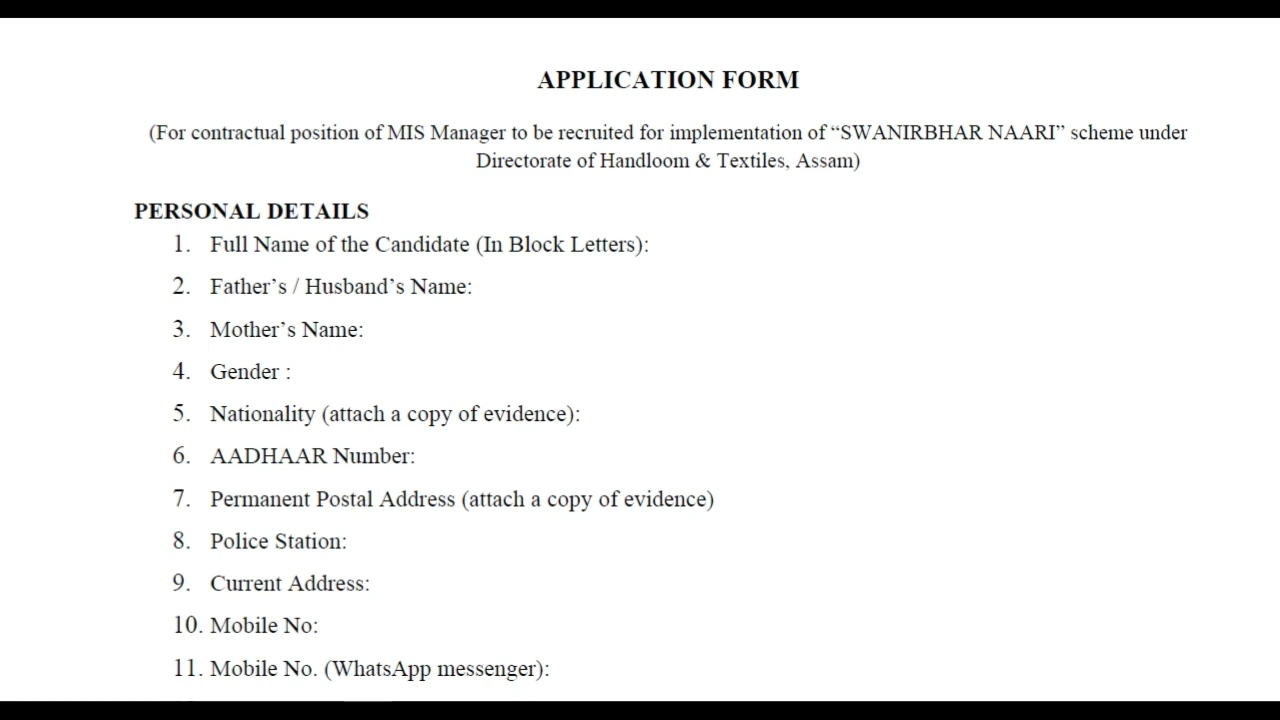 APPLICATION FORM
(For contractual position of MIS Manager to be recruited for implementation of “SWANIRBHAR NAARI” scheme under
Directorate of Handloom & Textiles, Assam)
PERSONAL DETAILS
1. Full Name of the Candidate (In Block Letters):
2. Father’s / Husband’s Name:
3. Mother’s Name:
4. Gender :
5. Nationality (attach a copy of evidence):
6. AADHAAR Number:
7. Permanent Postal Address (attach a copy of evidence)
8. Police Station:
9. Current Address:
10. Mobile No:
11. Mobile No. (WhatsApp messenger):